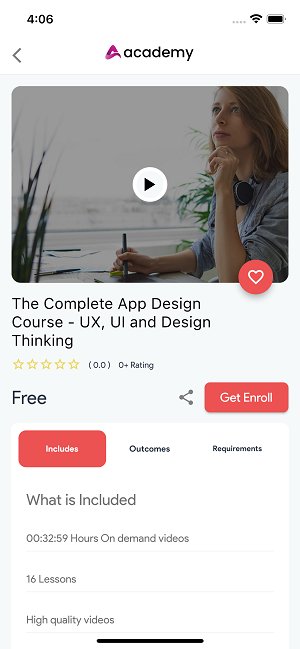 4:06
academy
The Complete App Design
Course - UX, UI and Design
Thinking
( 0.0 ) 0+ Rating
Free Get Enroll
Includes Outcomes Requirements
What is Included
00:32:59 Hours On demand videos
16 Lessons
High quality videos